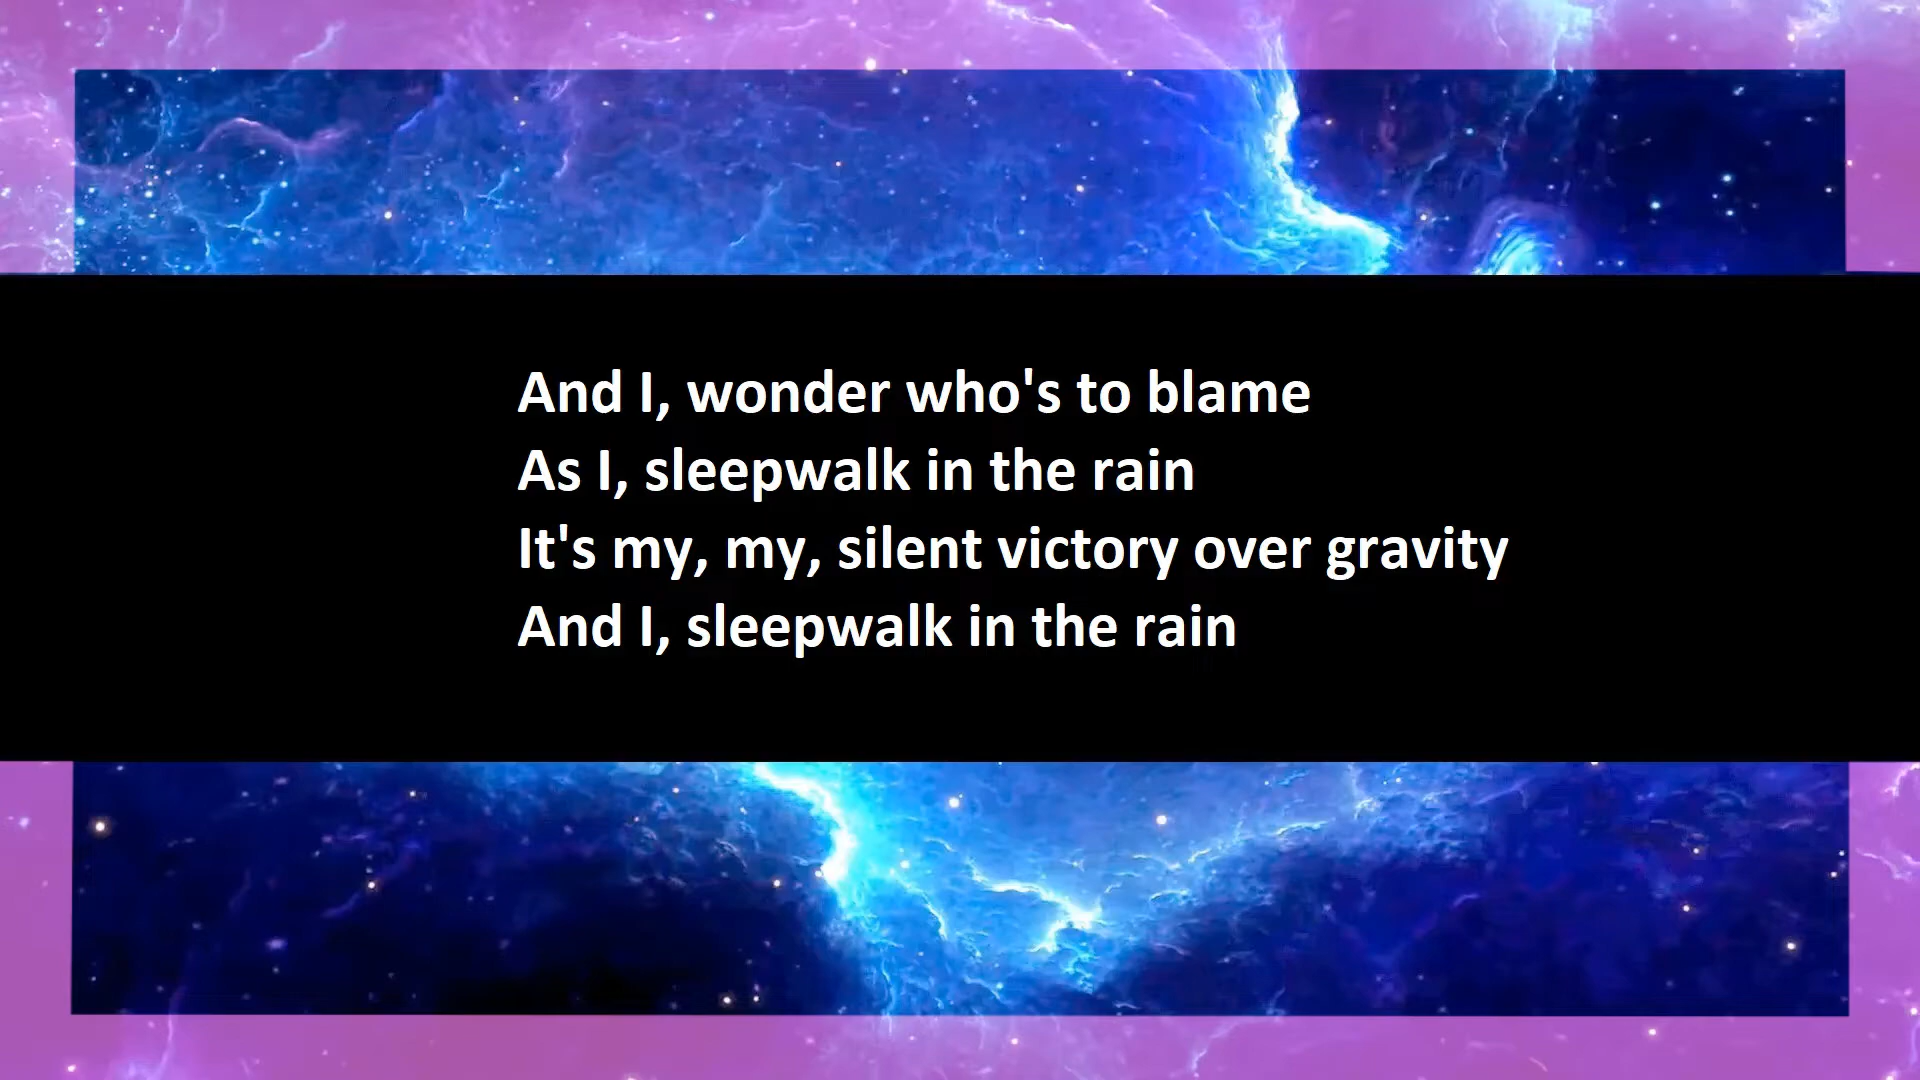 And I, wonder who's to blame
As I, sleepwalk in the rain
It's my, my, silent victory over gravity
And I, sleepwalk in the rain